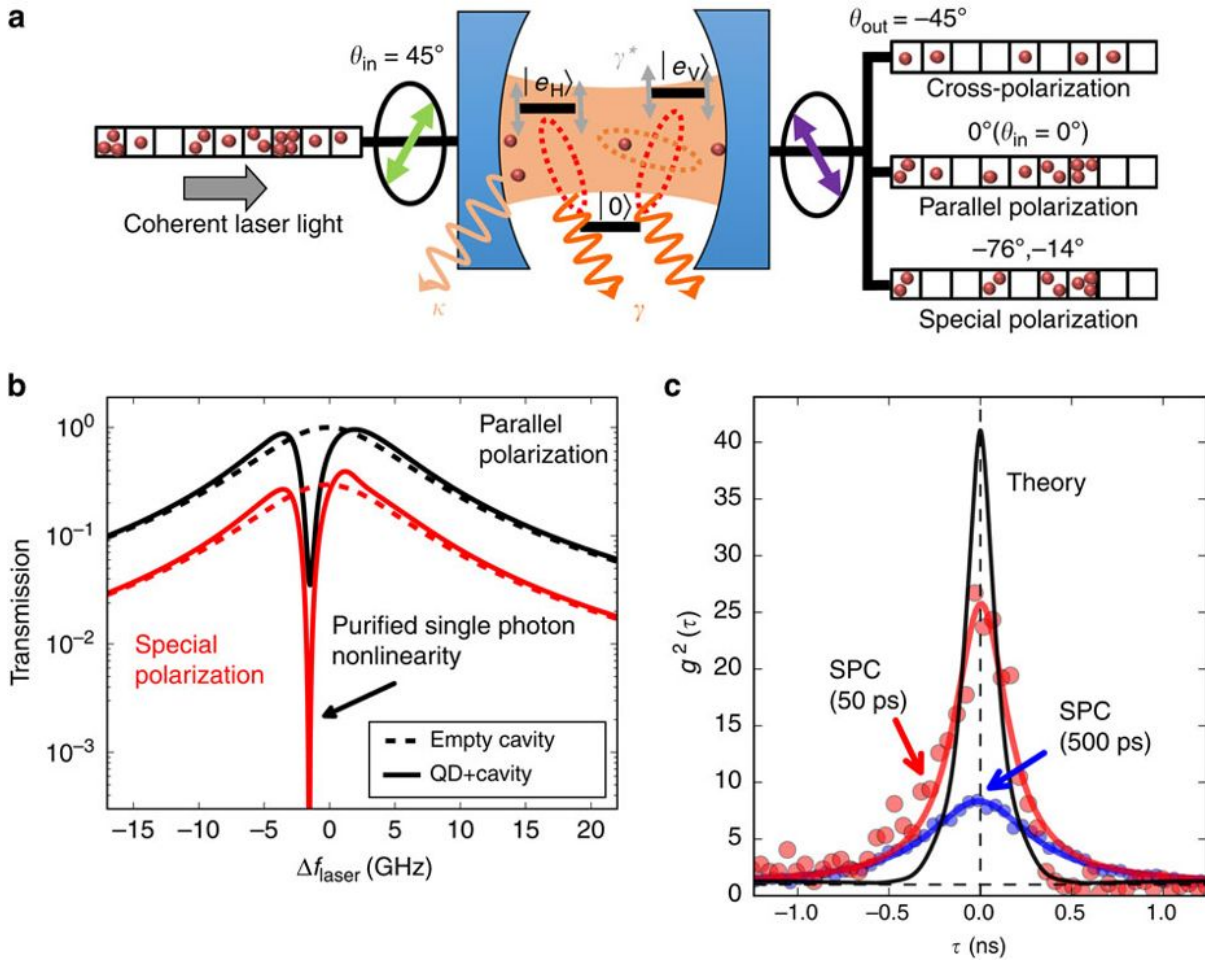 a
θin = 45°
Coherent laser light
|eH⟩
γ*
|eV⟩
|0⟩
κ
γ
θout = −45°
Cross-polarization
0°(θin = 0°)
Parallel polarization
−76°,−14°
Special polarization
b
Transmission
10⁰
10⁻¹
10⁻²
10⁻³
Parallel
polarization
Special
polarization
Purified single photon
nonlinearity
Empty cavity
QD+cavity
−15 −10 −5 0 5 10 15 20
Δflaser (GHz)
c
g²(τ)
40
35
30
25
20
15
10
5
0
Theory
SPC
(50 ps)
SPC
(500 ps)
−1.0 −0.5 0.0 0.5 1.0
τ (ns)